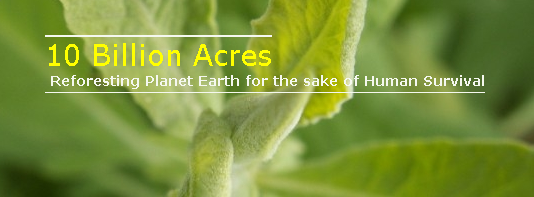 10 Billion Acres
Reforesting Planet Earth for the sake of Human Survival